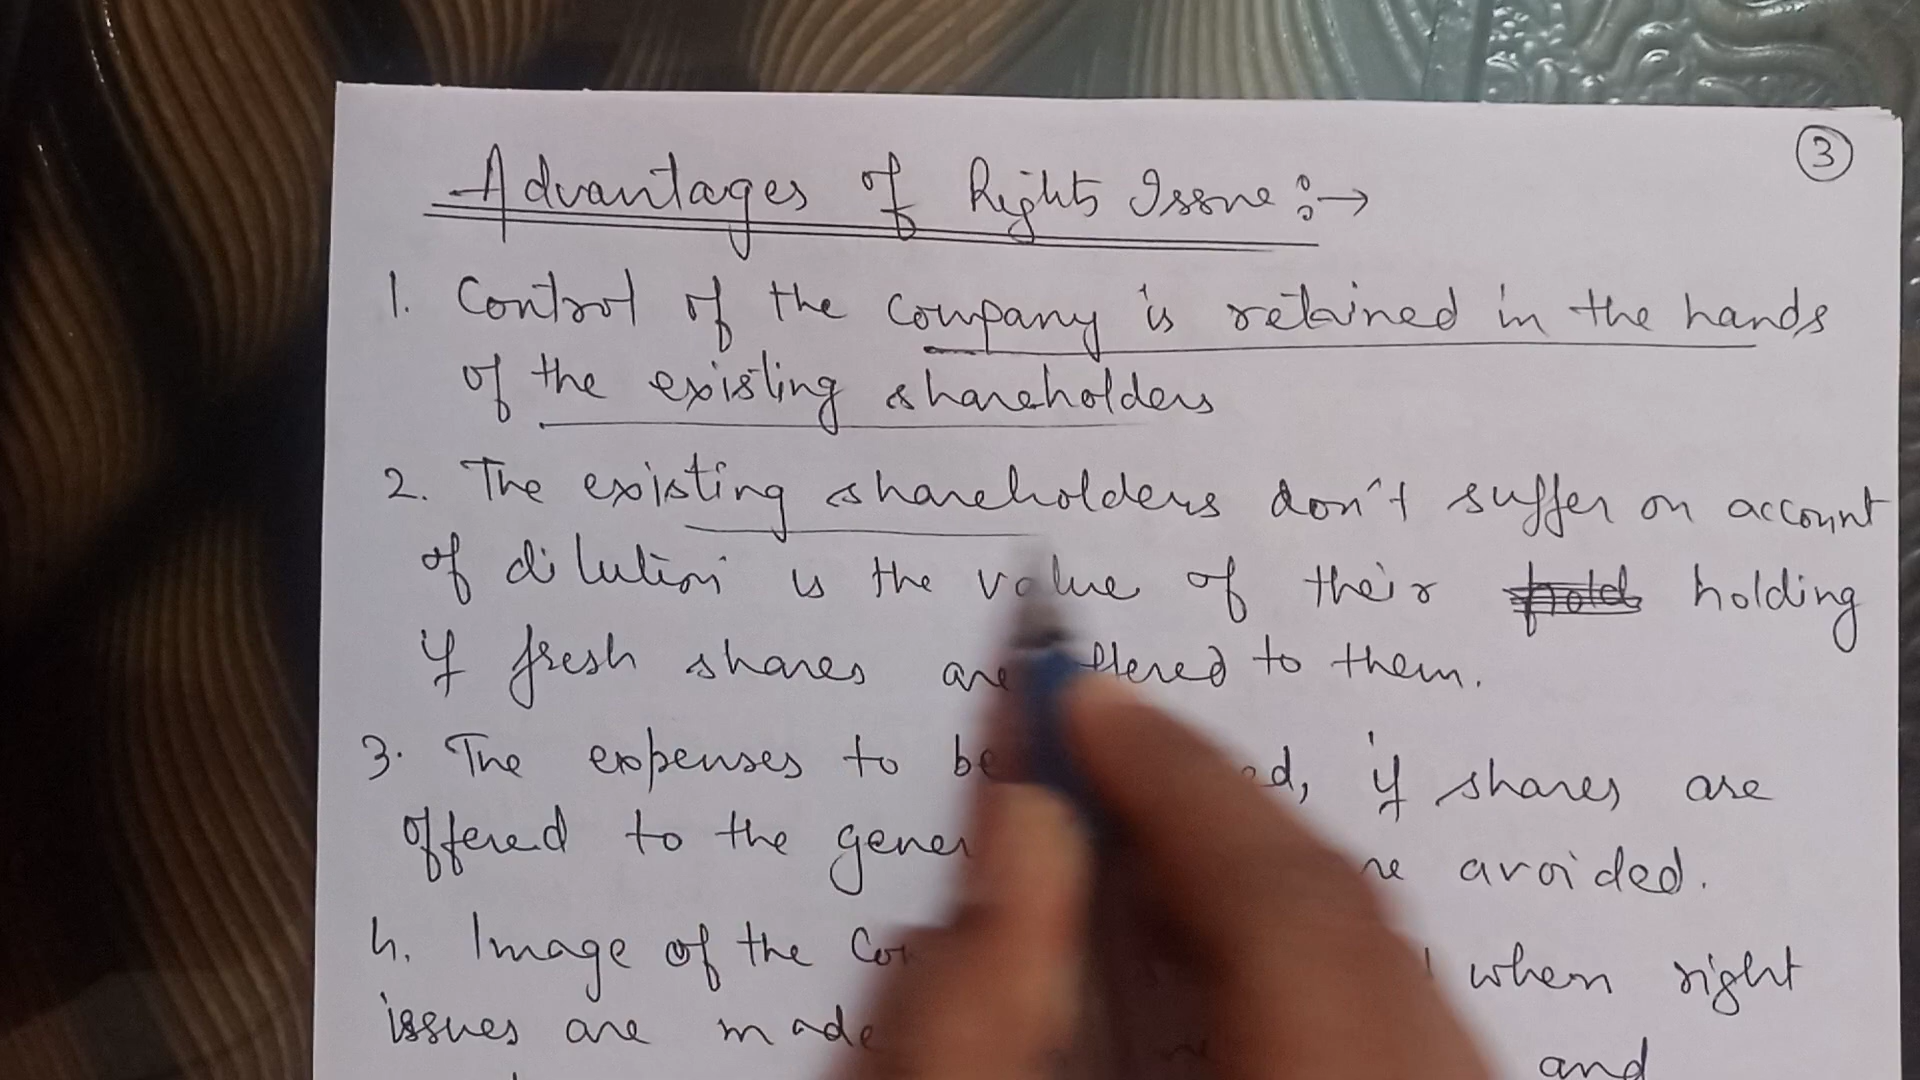 3
Advantages of Rights Issue :→
1. Control of the company is retained in the hands
of the existing shareholders
2. The existing shareholders don't suffer on account
of dilution is the value of their holding
if fresh shares are to them.
3. The expenses to be if shares are
offered to the avoided.
4. Image of the when right
issues are made
and